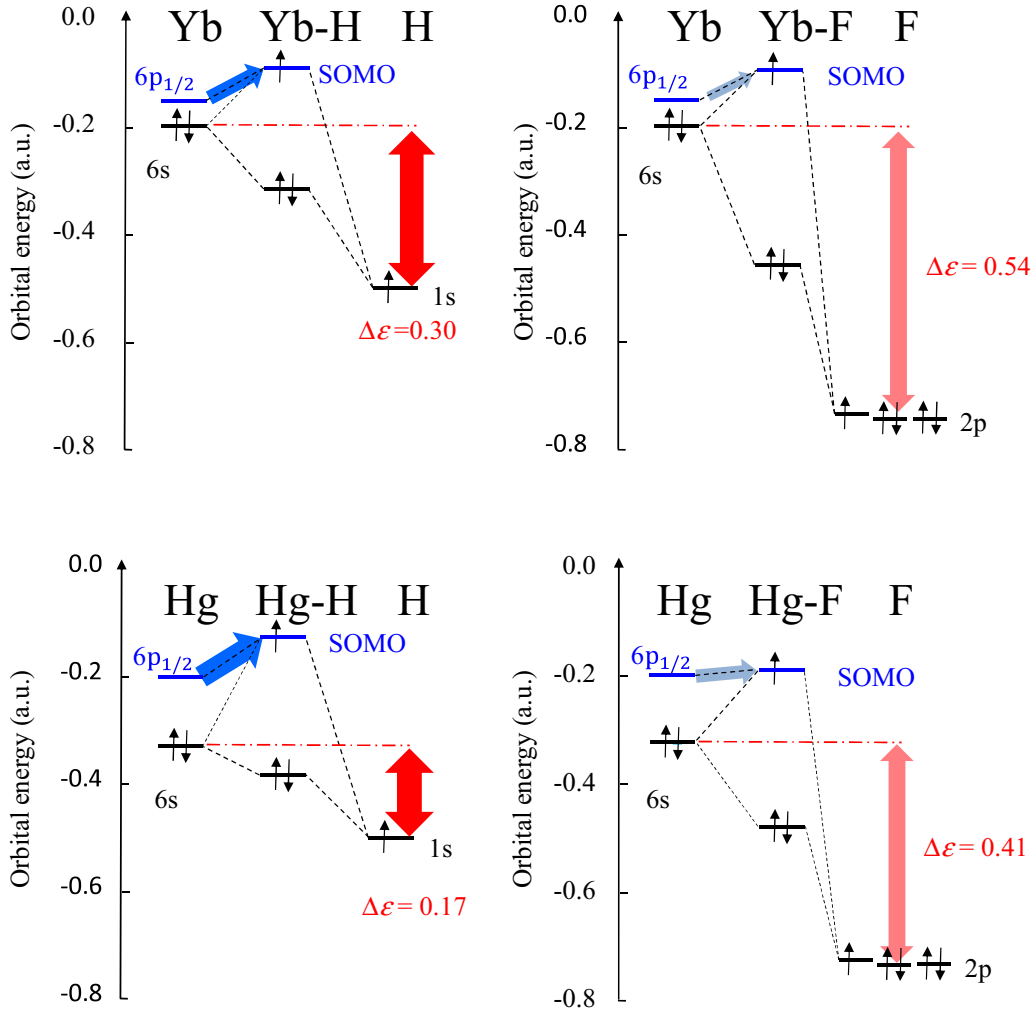 Yb Yb-H H
0.0
-0.2
-0.4
-0.6
-0.8
Orbital energy (a.u.)
6p1/2
SOMO
6s
1s
Δε=0.30
Yb Yb-F F
0.0
-0.2
-0.4
-0.6
-0.8
Orbital energy (a.u.)
6p1/2
SOMO
6s
Δε= 0.54
2p
Hg Hg-H H
0.0
-0.2
-0.4
-0.6
-0.8
Orbital energy (a.u.)
6p1/2
SOMO
6s
1s
Δε= 0.17
Hg Hg-F F
0.0
-0.2
-0.4
-0.6
-0.8
Orbital energy (a.u.)
6p1/2
SOMO
6s
Δε= 0.41
2p